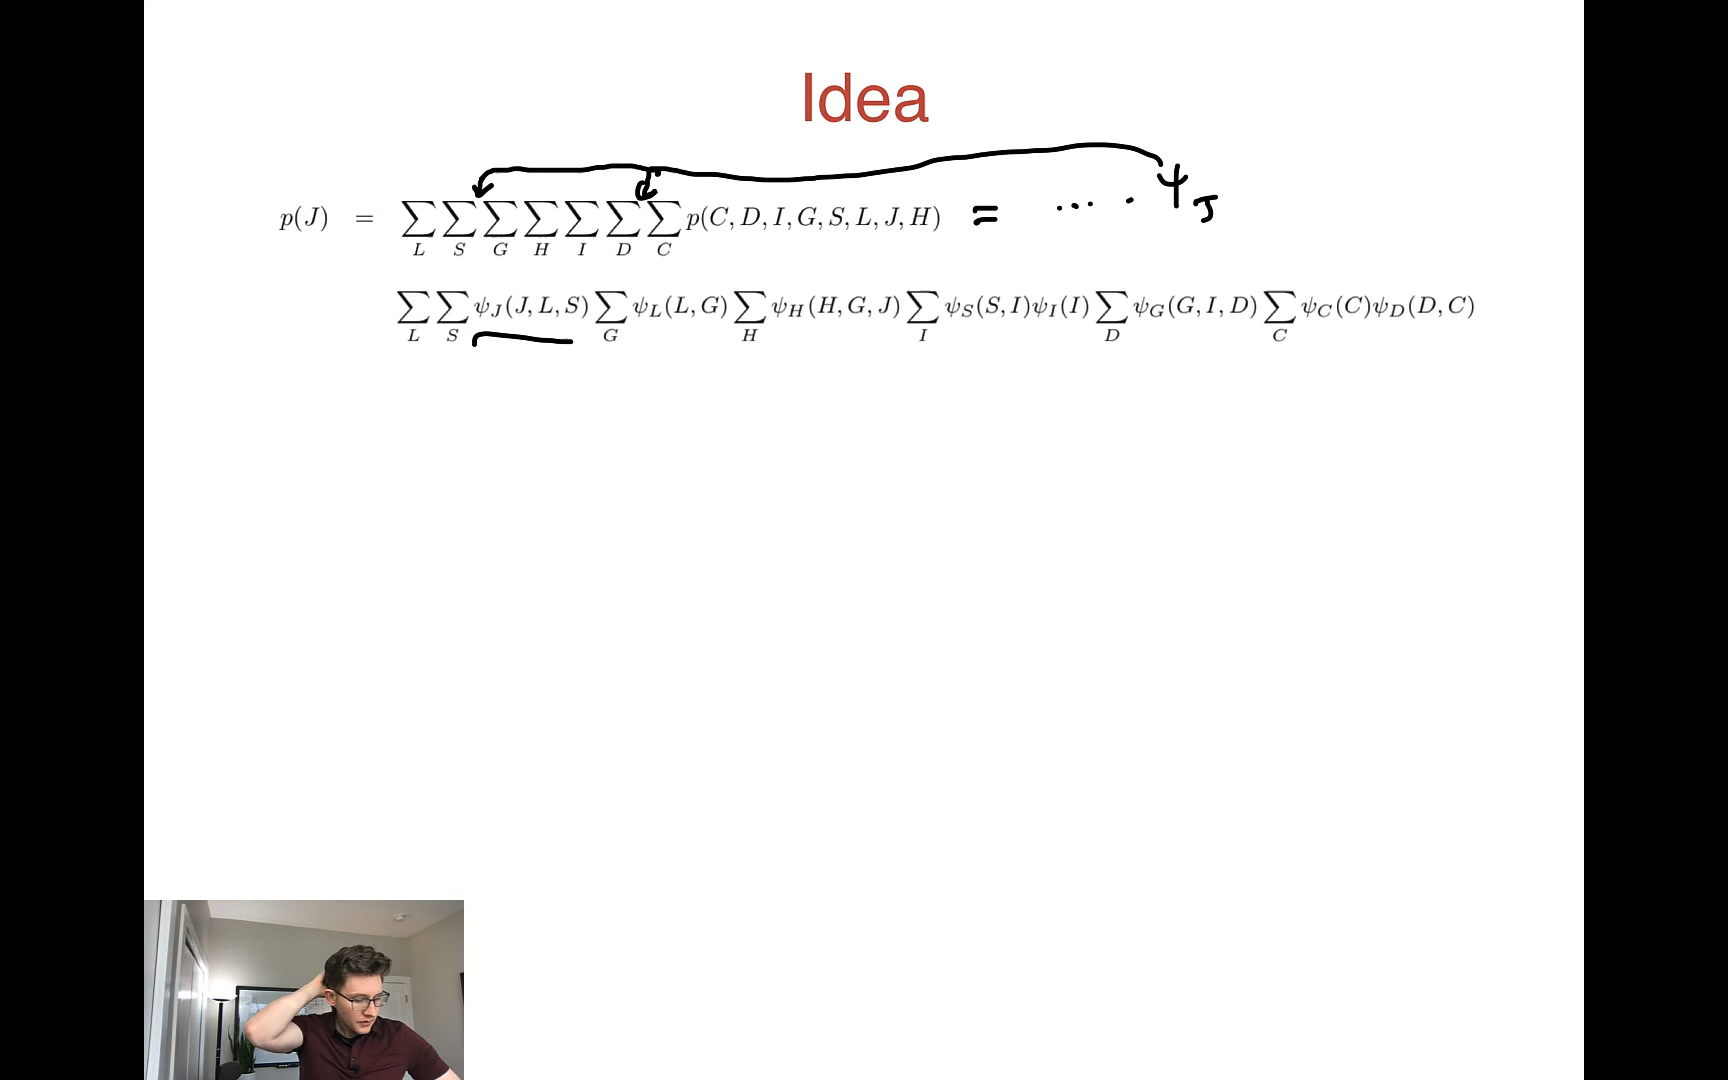 Idea
p(J) = ∑_L ∑_S ∑_G ∑_H ∑_I ∑_D ∑_C p(C, D, I, G, S, L, J, H) = ... · ψ_J
∑_L ∑_S ψ_J(J, L, S) ∑_G ψ_L(L, G) ∑_H ψ_H(H, G, J) ∑_I ψ_S(S, I)ψ_I(I) ∑_D ψ_G(G, I, D) ∑_C ψ_C(C)ψ_D(D, C)